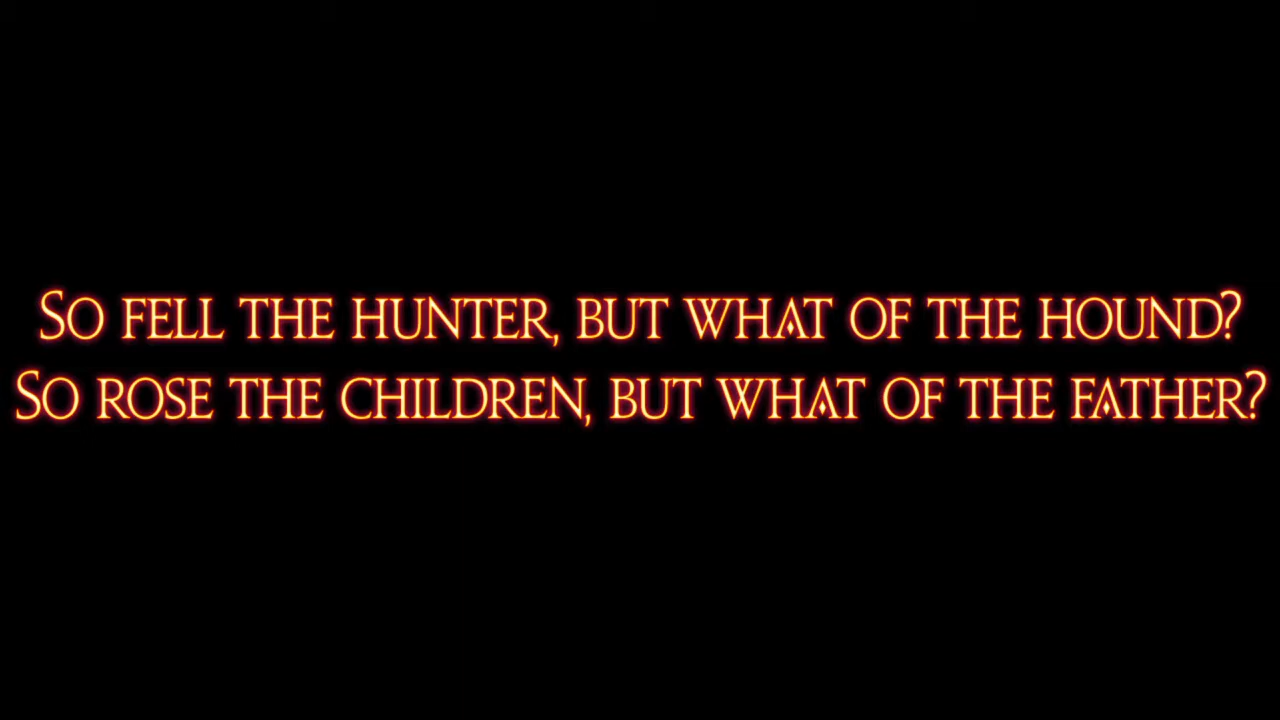 So fell the hunter, but what of the hound?
So rose the children, but what of the father?